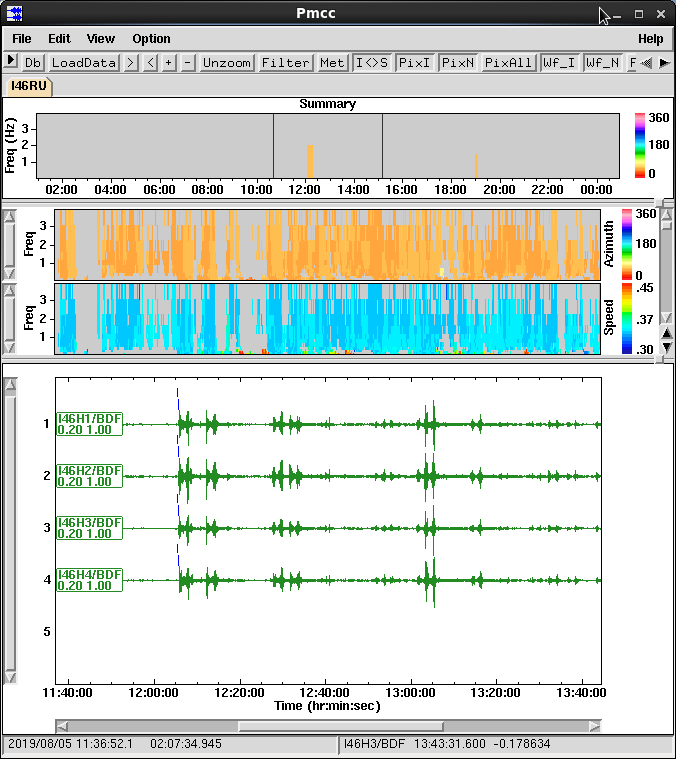 Pmcc
File Edit View Option Help
Db LoadData > < + - Unzoom Filter Met I<>S PixI PixN PixAll Wf_I Wf_N F
I46RU
Summary
Freq (Hz)
3
2
1
02:00 04:00 06:00 08:00 10:00 12:00 14:00 16:00 18:00 20:00 22:00 00:00
360
180
0
Freq
3
2
1
360
180
0
Azimuth
Freq
3
2
1
.45
.37
.30
Speed
1 I46H1/BDF
0.20 1.00
2 I46H2/BDF
0.20 1.00
3 I46H3/BDF
0.20 1.00
4 I46H4/BDF
0.20 1.00
5
11:40:00 12:00:00 12:20:00 12:40:00 13:00:00 13:20:00 13:40:00
Time (hr:min:sec)
2019/08/05 11:36:52.1 02:07:34.945 I46H3/BDF 13:43:31.600 -0.178634